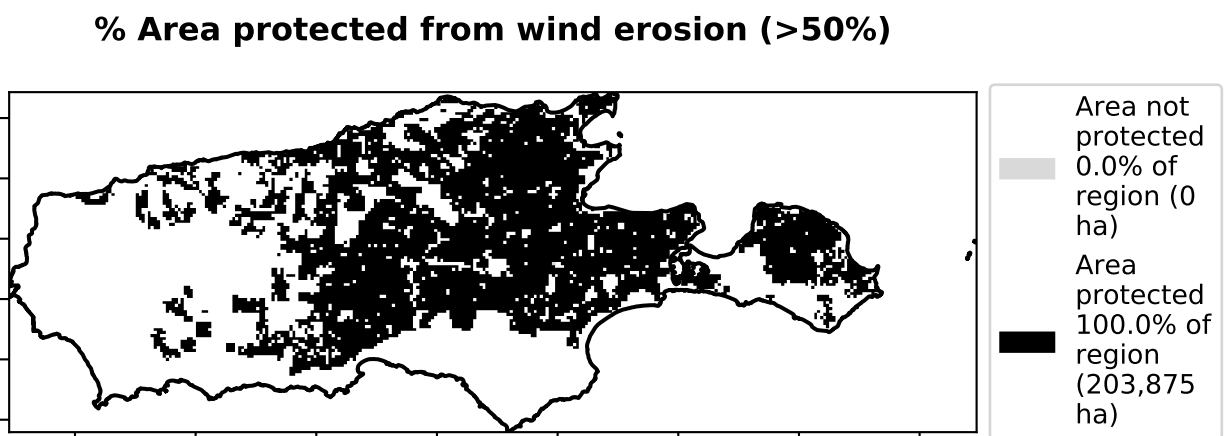 % Area protected from wind erosion (>50%)
Area not
protected
0.0% of
region (0
ha)
Area
protected
100.0% of
region
(203,875
ha)